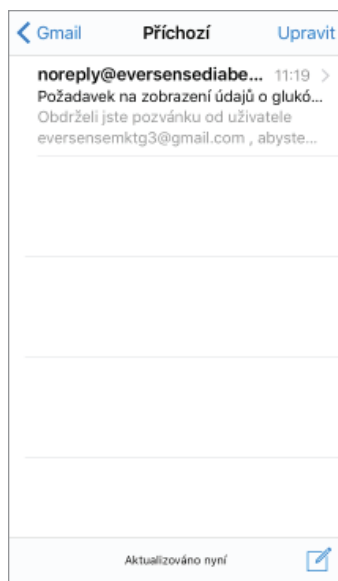 Gmail Příchozí Upravit
noreply@eversensediabe... 11:19
Požadavek na zobrazení údajů o glukó...
Obdrželi jste pozvánku od uživatele
eversensemktg3@gmail.com , abyste...
Aktualizováno nyní